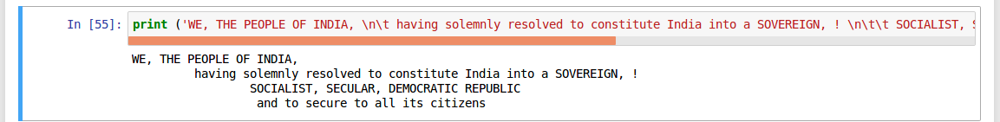 In [55]: print ('WE, THE PEOPLE OF INDIA, \n\t having solemnly resolved to constitute India into a SOVEREIGN, ! \n\t\t SOCIALIST,
WE, THE PEOPLE OF INDIA,
having solemnly resolved to constitute India into a SOVEREIGN, !
SOCIALIST, SECULAR, DEMOCRATIC REPUBLIC
and to secure to all its citizens